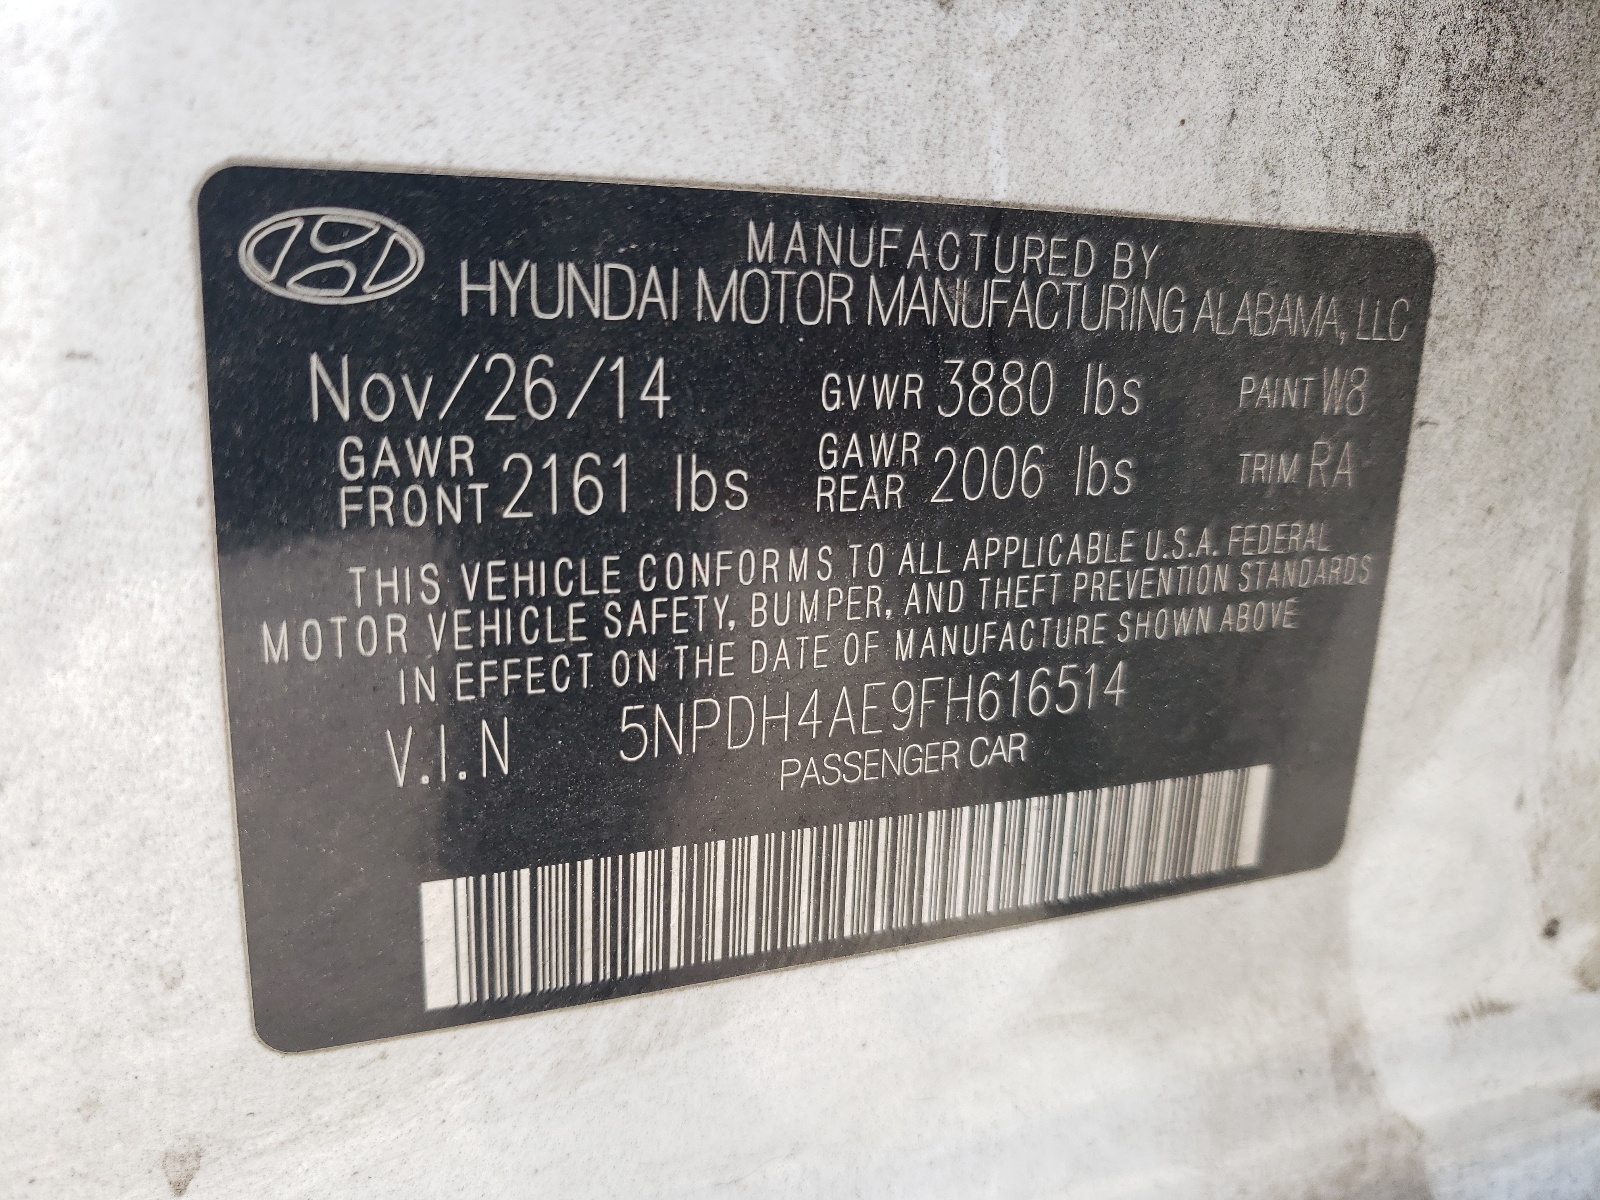 MANUFACTURED BY
HYUNDAI MOTOR MANUFACTURING ALABAMA, LLC
Nov/26/14 GVWR 3880 lbs PAINT W8
GAWR FRONT 2161 lbs GAWR REAR 2006 lbs TRIM RA
THIS VEHICLE CONFORMS TO ALL APPLICABLE U.S.A. FEDERAL
MOTOR VEHICLE SAFETY, BUMPER, AND THEFT PREVENTION STANDARDS
IN EFFECT ON THE DATE OF MANUFACTURE SHOWN ABOVE
V.I.N 5NPDH4AE9FH616514
PASSENGER CAR